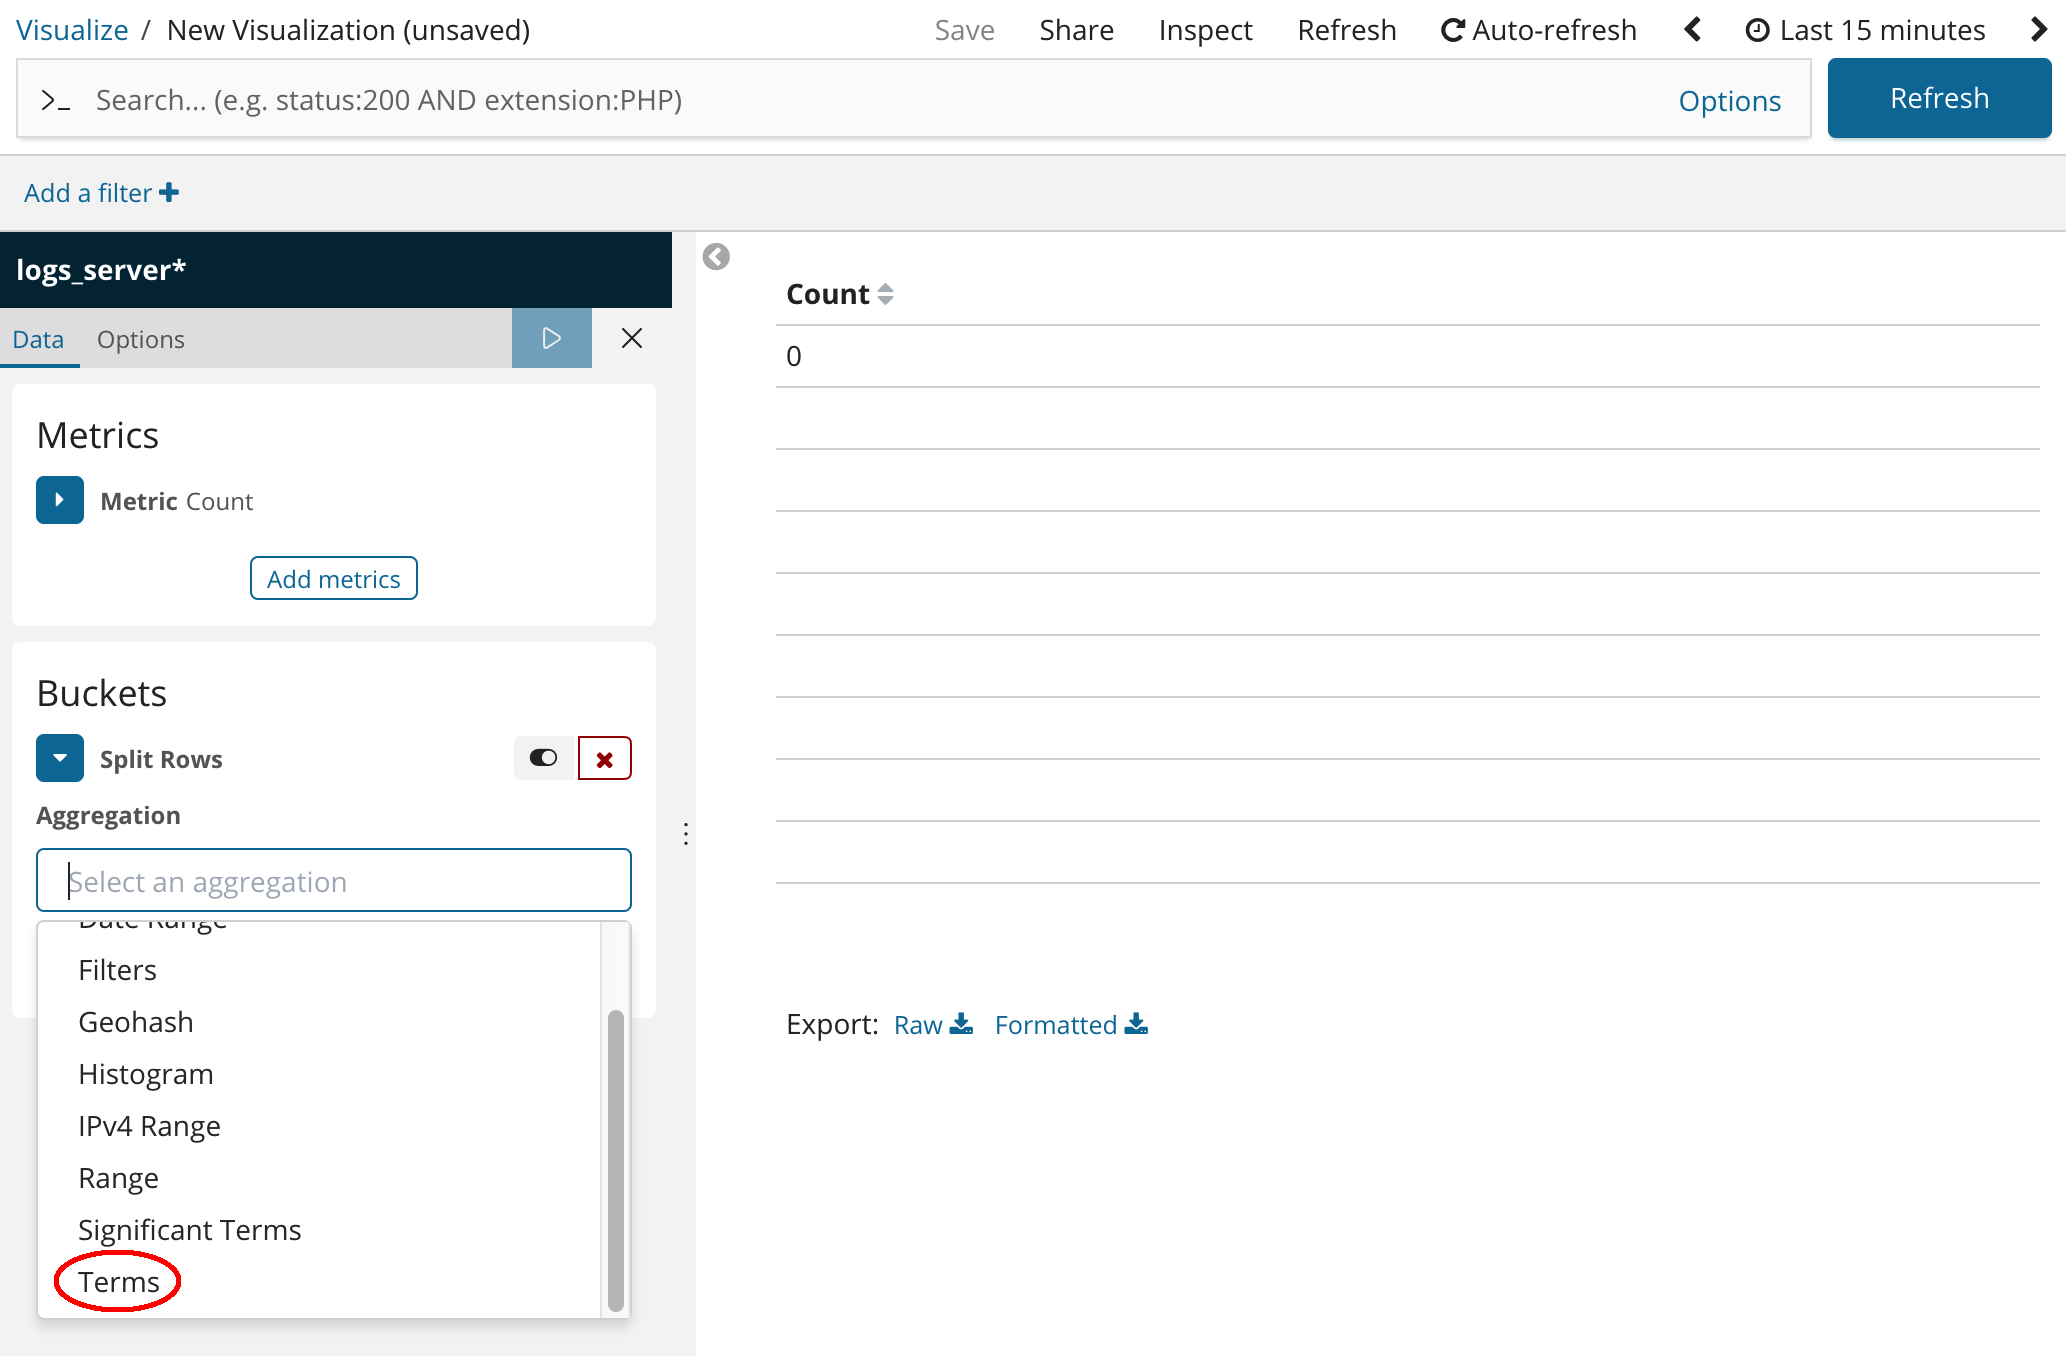 Visualize / New Visualization (unsaved) Save Share Inspect Refresh Auto-refresh Last 15 minutes
>_ Search... (e.g. status:200 AND extension:PHP) Options Refresh
Add a filter
logs_server*
Data Options
Count
0
Metrics
Metric Count
Add metrics
Buckets
Split Rows
Aggregation
Select an aggregation
Date Range
Filters
Geohash
Histogram
IPv4 Range
Range
Significant Terms
Terms
Export: Raw Formatted